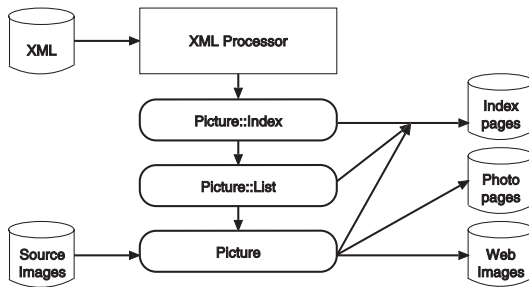 XML
XML Processor
Picture::Index
Index
pages
Picture::List
Photo
pages
Source
Images
Picture
Web
Images